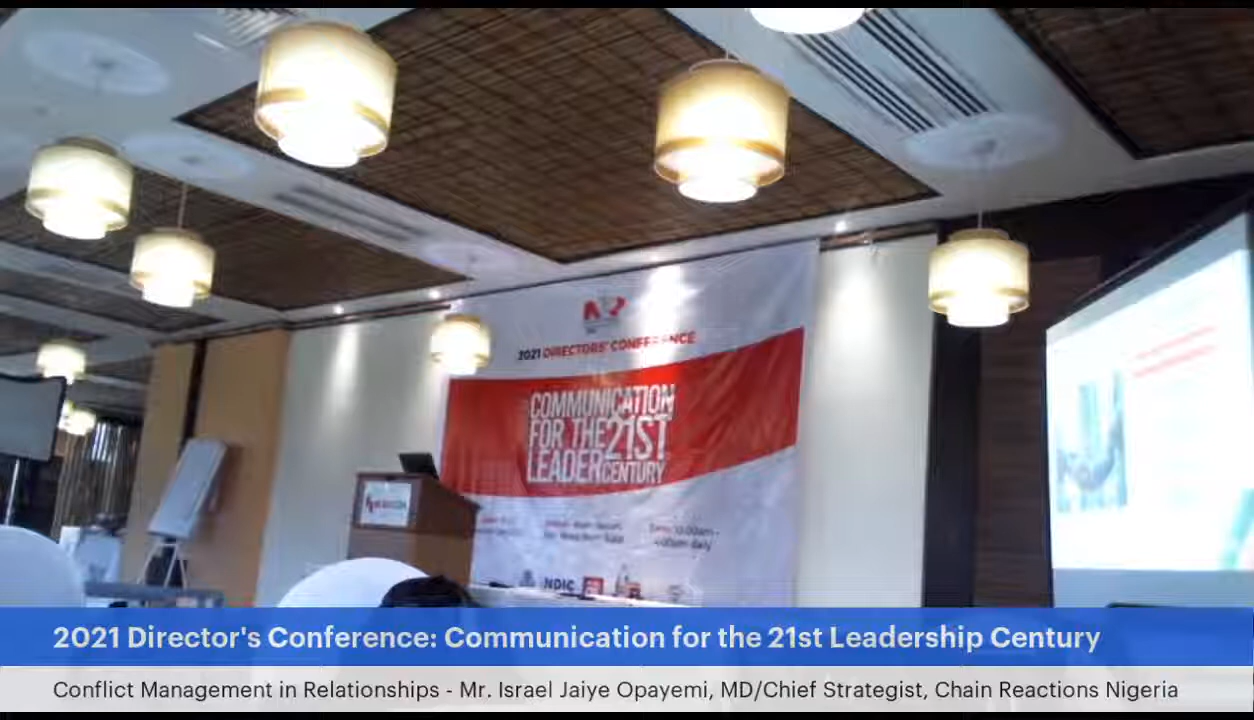 2021 DIRECTORS' CONFERENCE
COMMUNICATION
FOR THE 21ST
LEADER CENTURY
NDIC
2021 Director's Conference: Communication for the 21st Leadership Century
Conflict Management in Relationships - Mr. Israel Jaiye Opayemi, MD/Chief Strategist, Chain Reactions Nigeria